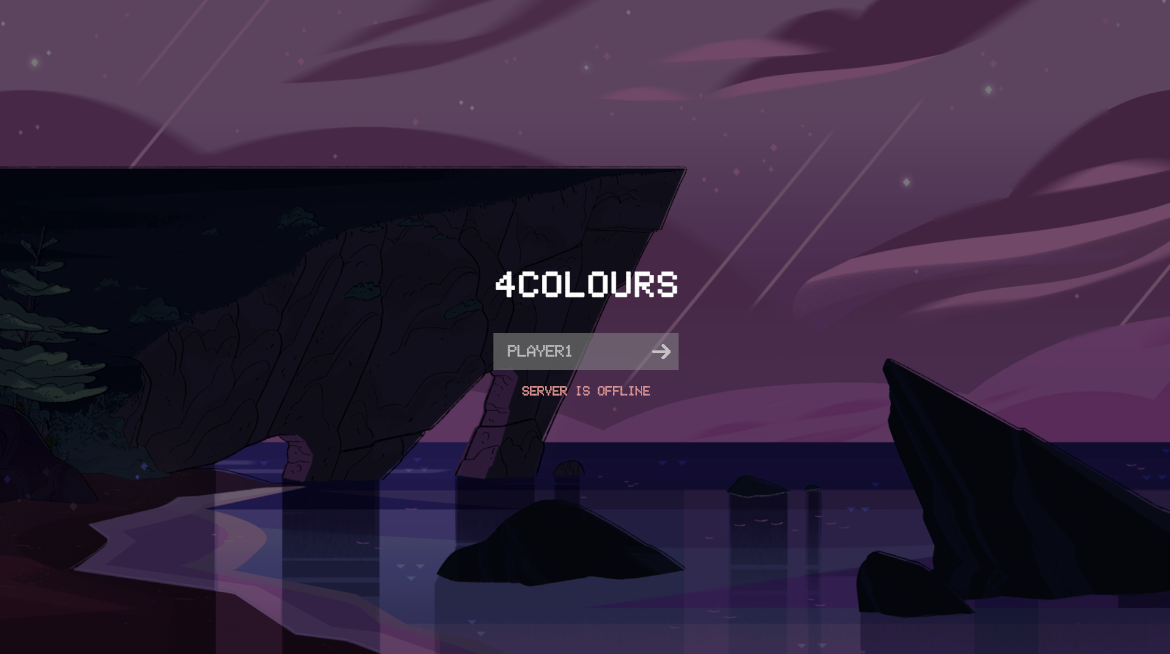 4COLOURS
PLAYER1
SERVER IS OFFLINE